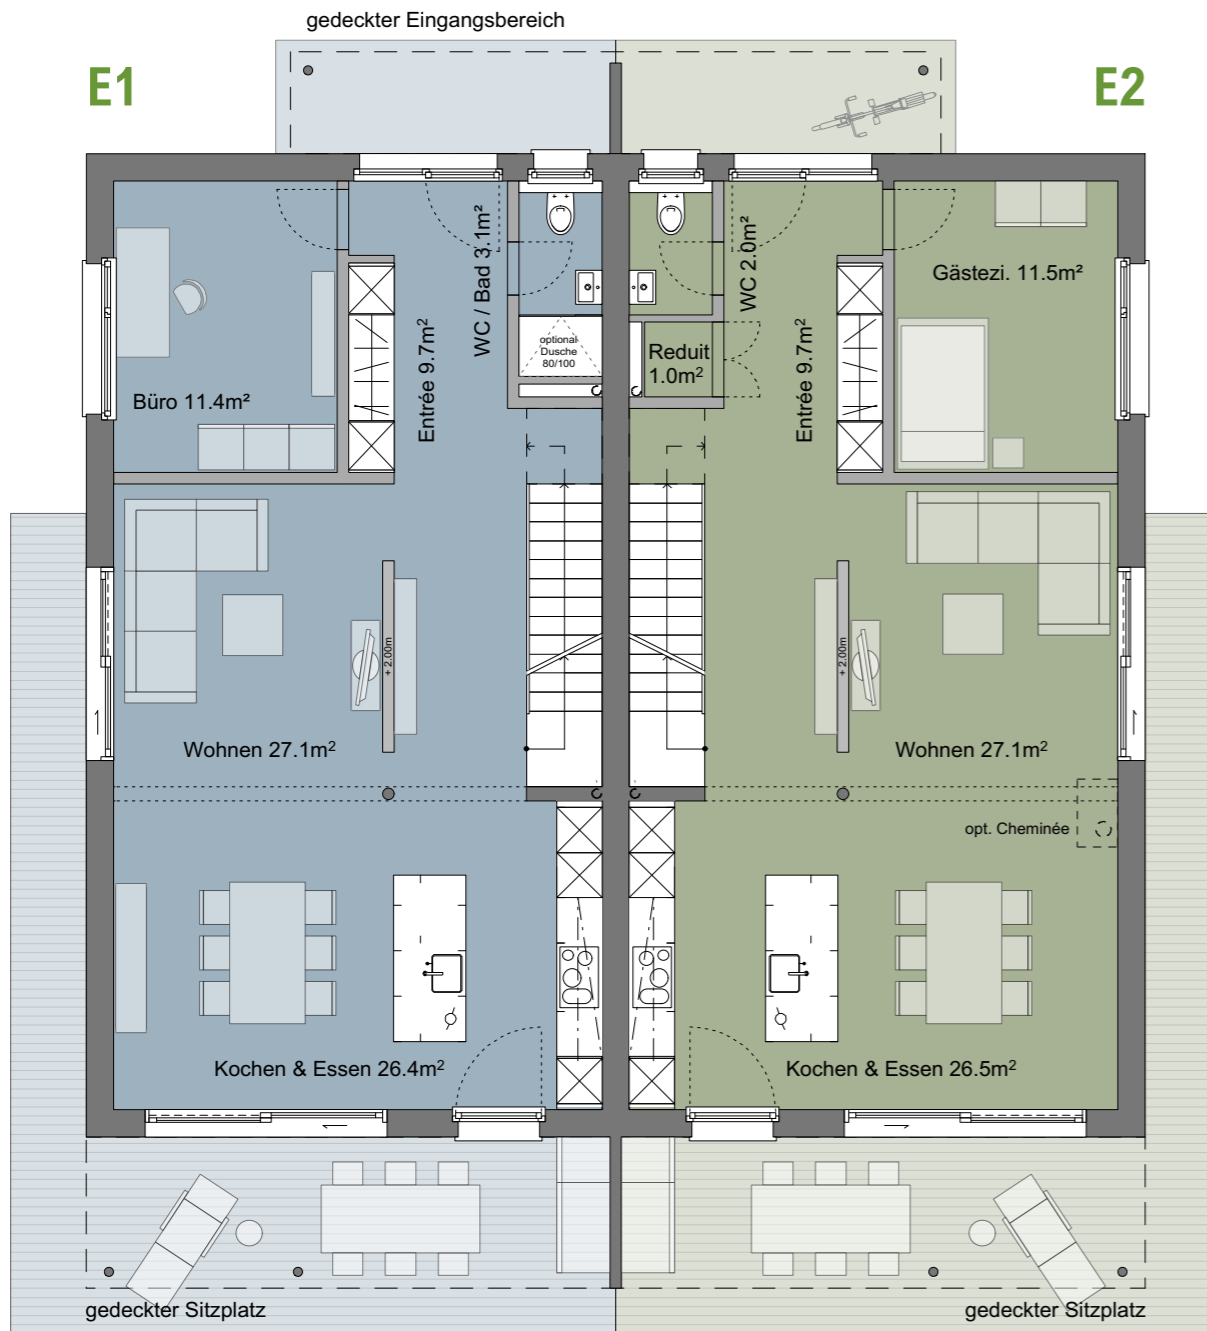 gedeckter Eingangsbereich
E1
E2
WC / Bad 3.1m²
WC 2.0m²
Gästezi. 11.5m²
Entrée 9.7m²
optional
Dusche
80/100
Reduit
1.0m²
Entrée 9.7m²
Büro 11.4m²
+ 2.00m
+ 2.00m
Wohnen 27.1m²
Wohnen 27.1m²
opt. Cheminée
Kochen & Essen 26.4m²
Kochen & Essen 26.5m²
gedeckter Sitzplatz
gedeckter Sitzplatz